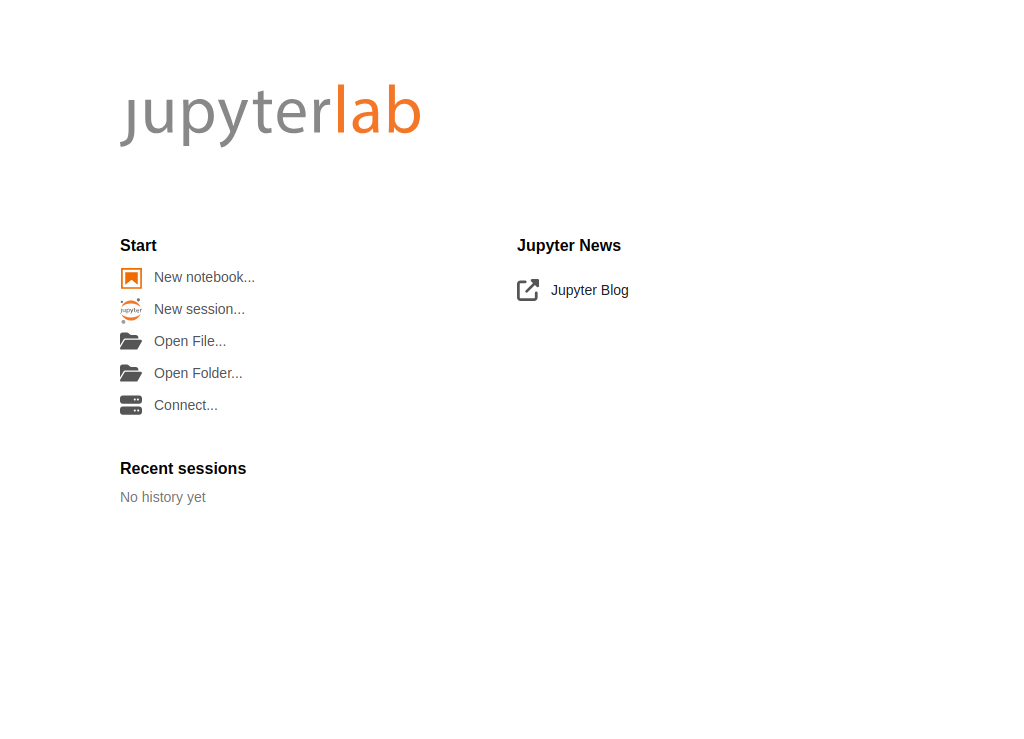 jupyterlab
Start
New notebook...
New session...
Open File...
Open Folder...
Connect...
Recent sessions
No history yet
Jupyter News
Jupyter Blog